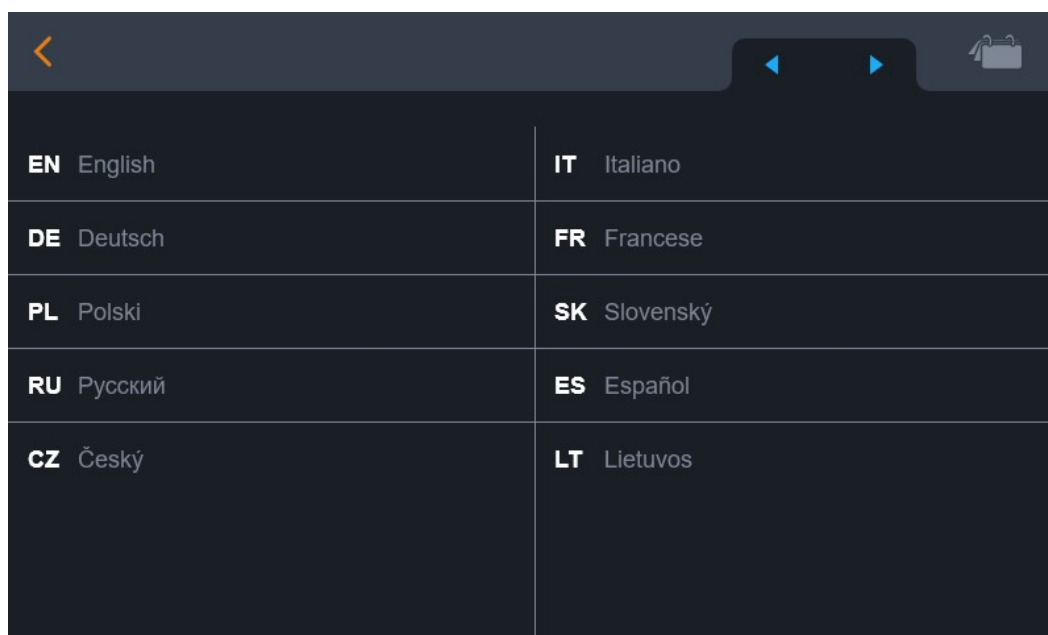 EN English
DE Deutsch
PL Polski
RU Русский
CZ Český
IT Italiano
FR Francese
SK Slovenský
ES Español
LT Lietuvos